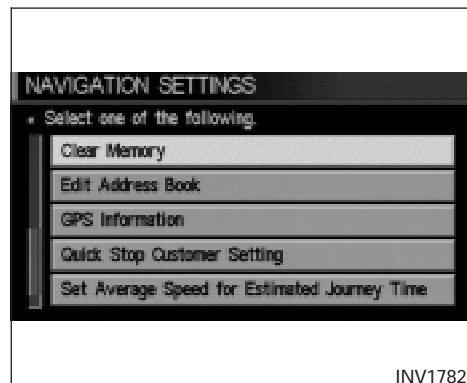 NAVIGATION SETTINGS
Select one of the following.
Clear Memory
Edit Address Book
GPS Information
Quick Stop Customer Setting
Set Average Speed for Estimated Journey Time
INV1782